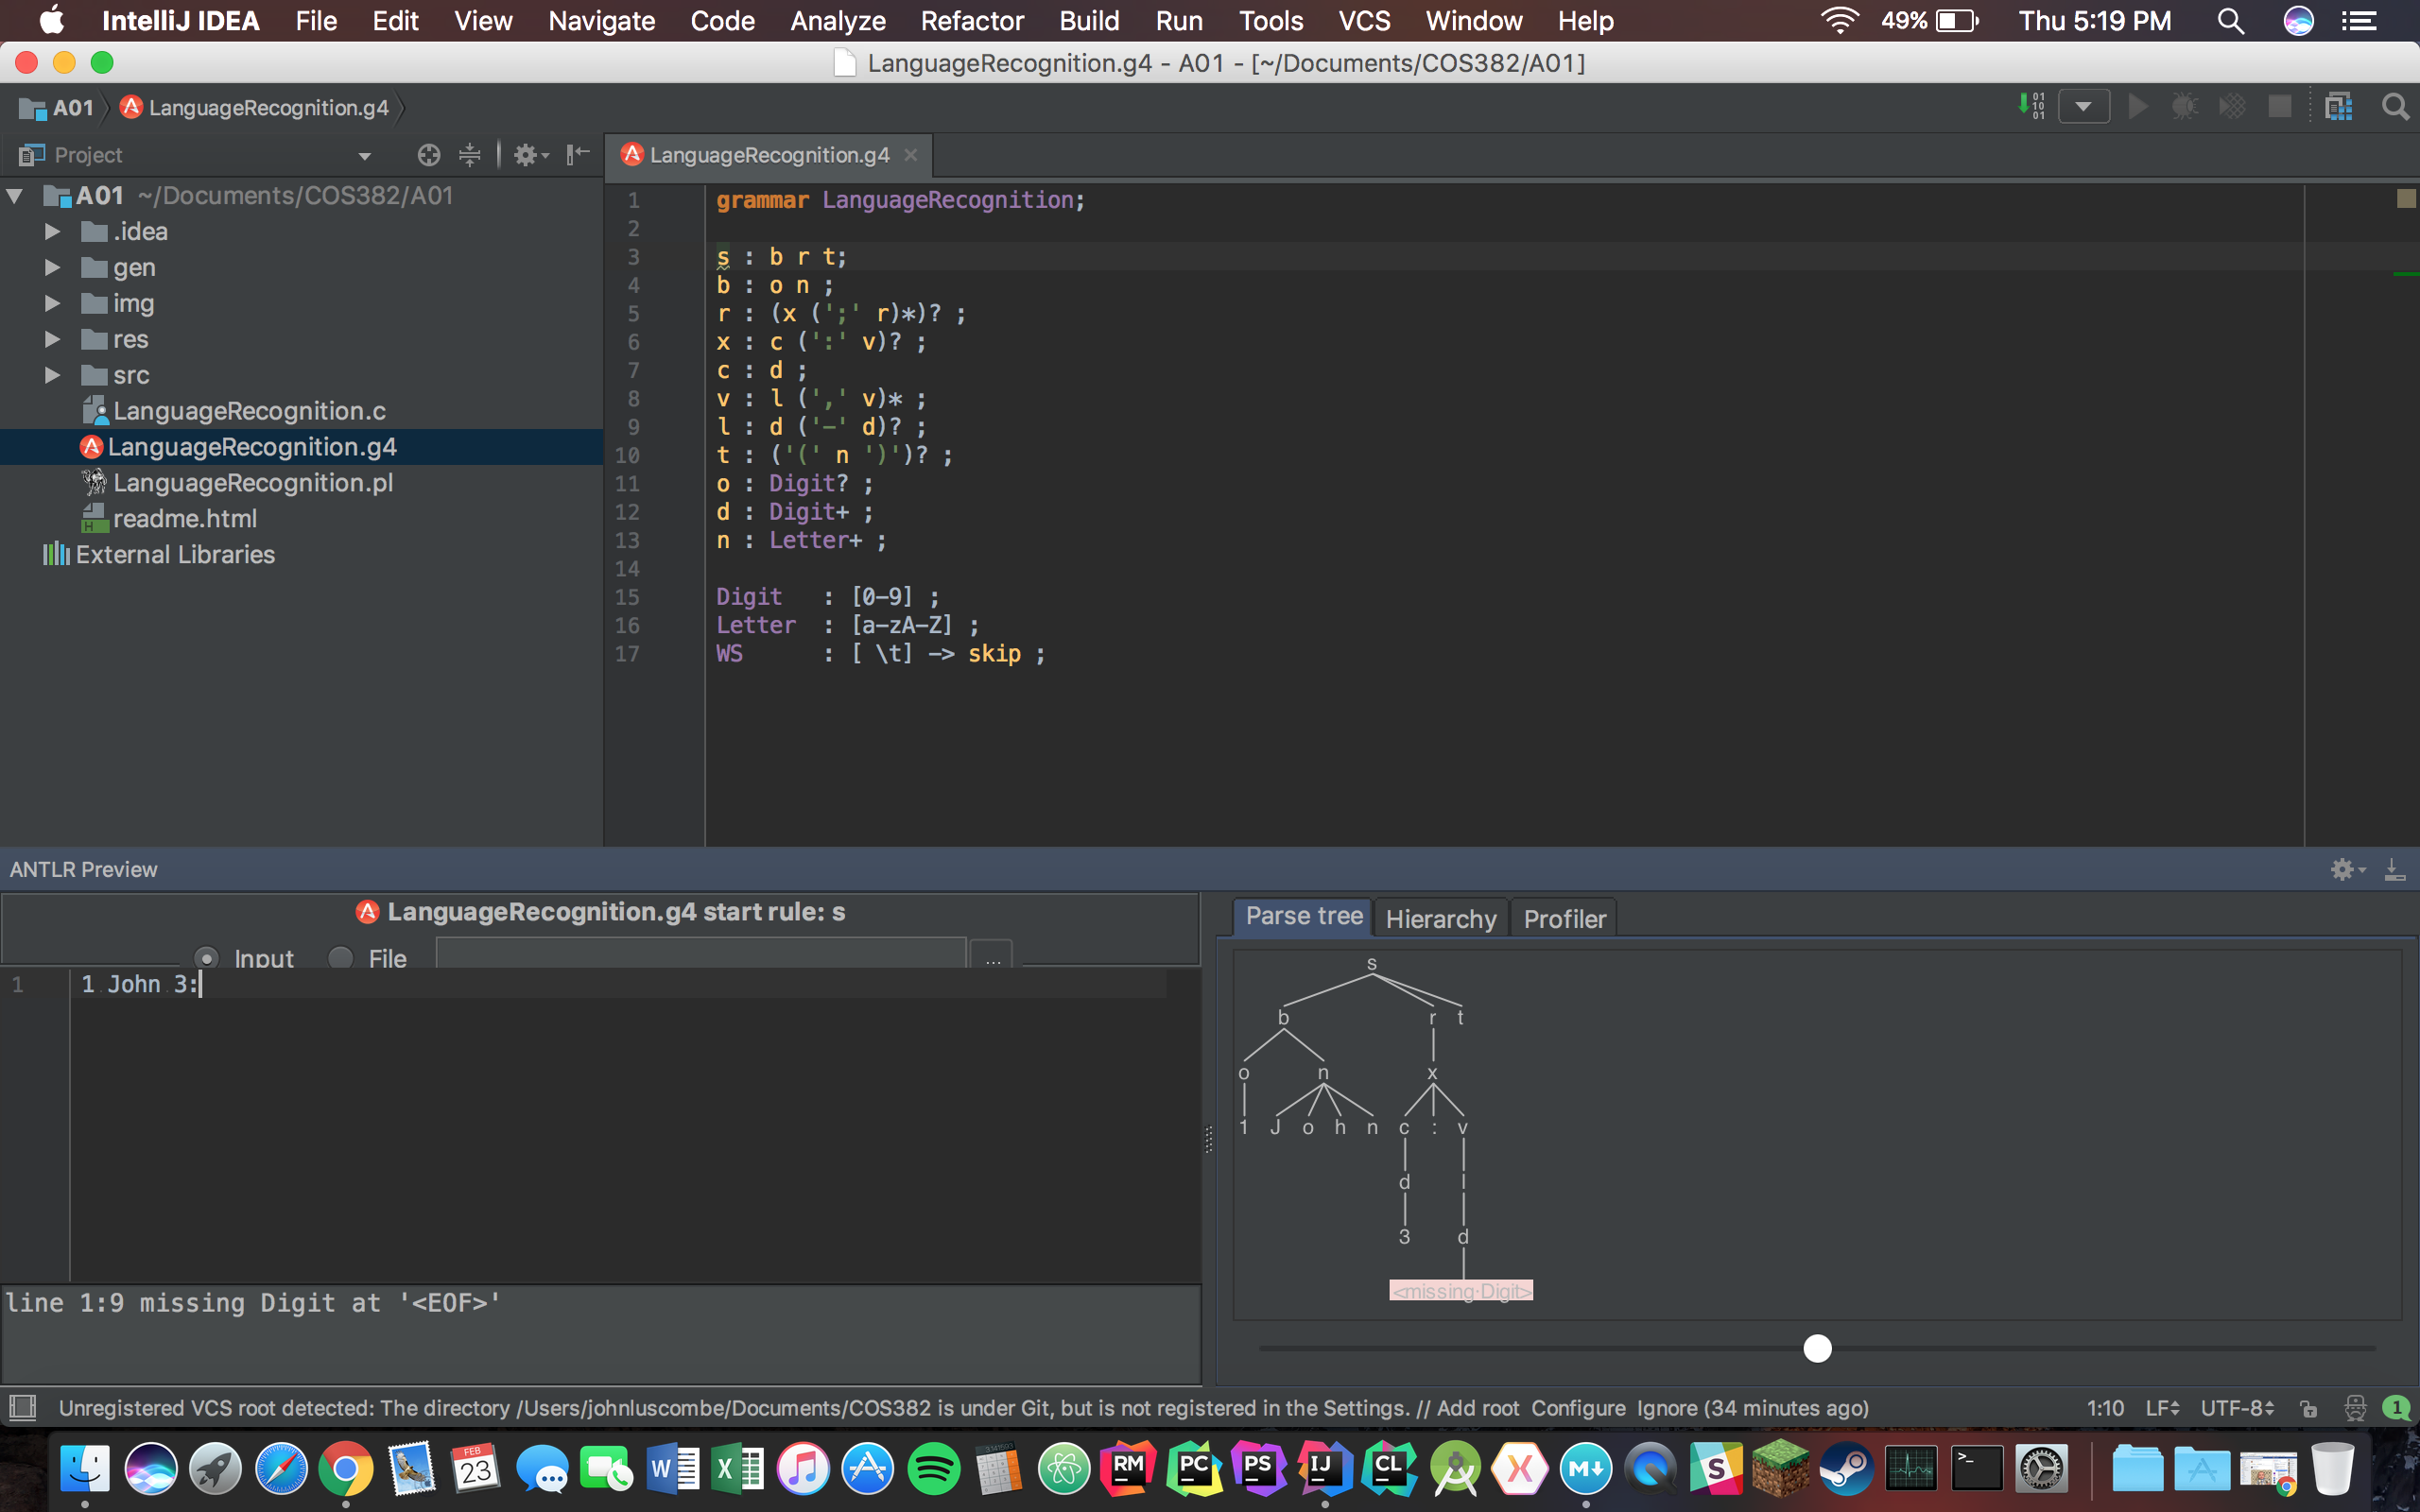 IntelliJ IDEA File Edit View Navigate Code Analyze Refactor Build Run Tools VCS Window Help 49% Thu 5:19 PM
LanguageRecognition.g4 - A01 - [~/Documents/COS382/A01]
A01 LanguageRecognition.g4
Project
LanguageRecognition.g4
A01 ~/Documents/COS382/A01
.idea
gen
img
res
src
LanguageRecognition.c
LanguageRecognition.g4
LanguageRecognition.pl
readme.html
External Libraries
1 grammar LanguageRecognition;
2
3 s : b r t;
4 b : o n ;
5 r : (x (';' r)*)? ;
6 x : c (':' v)? ;
7 c : d ;
8 v : l (',' v)* ;
9 l : d ('-' d)? ;
10 t : ('(' n ')')? ;
11 o : Digit? ;
12 d : Digit+ ;
13 n : Letter+ ;
14
15 Digit : [0-9] ;
16 Letter : [a-zA-Z] ;
17 WS : [ \t] -> skip ;
ANTLR Preview
LanguageRecognition.g4 start rule: s
Input File ...
1 1 John 3:
line 1:9 missing Digit at '<EOF>'
Parse tree Hierarchy Profiler
s
b r t
o n x
1 J o h n c : v
d l
3 d
<missing Digit>
Unregistered VCS root detected: The directory /Users/johnluscombe/Documents/COS382 is under Git, but is not registered in the Settings. // Add root Configure Ignore (34 minutes ago) 1:10 LF UTF-8 1
FEB
23
W X RM PC PS IJ CL X M S >_